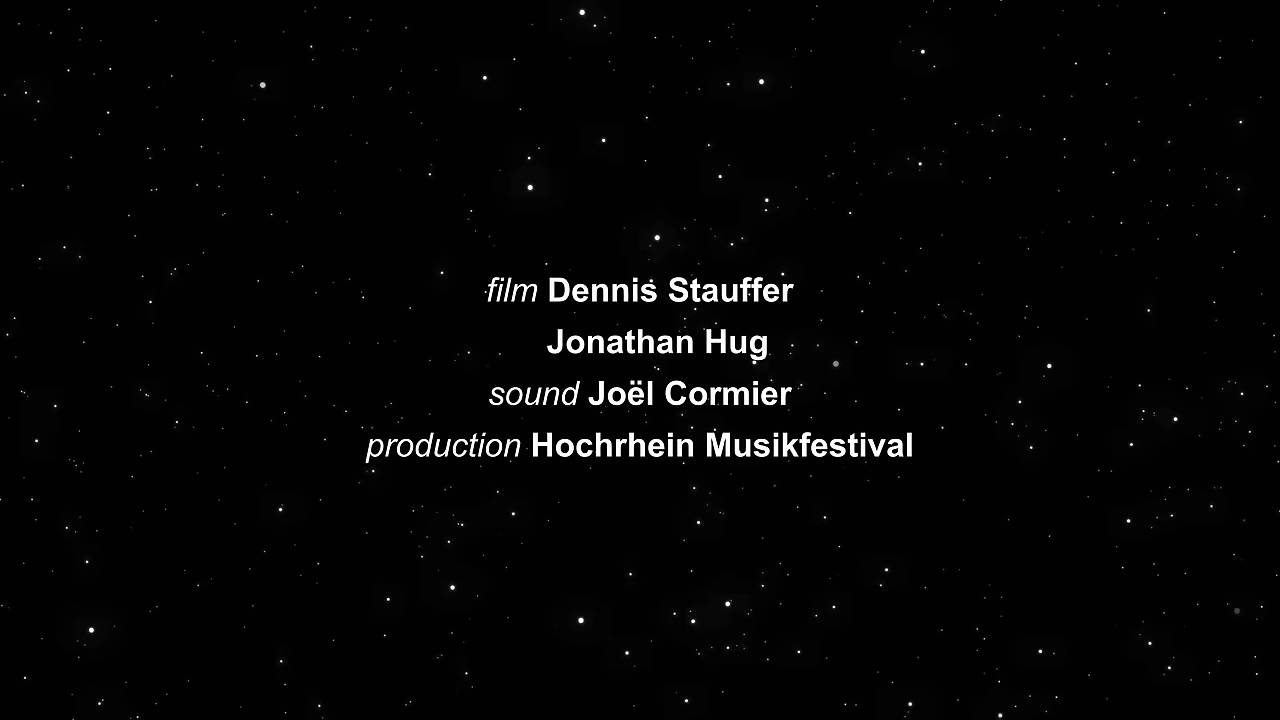 film Dennis Stauffer
Jonathan Hug
sound Joël Cormier
production Hochrhein Musikfestival